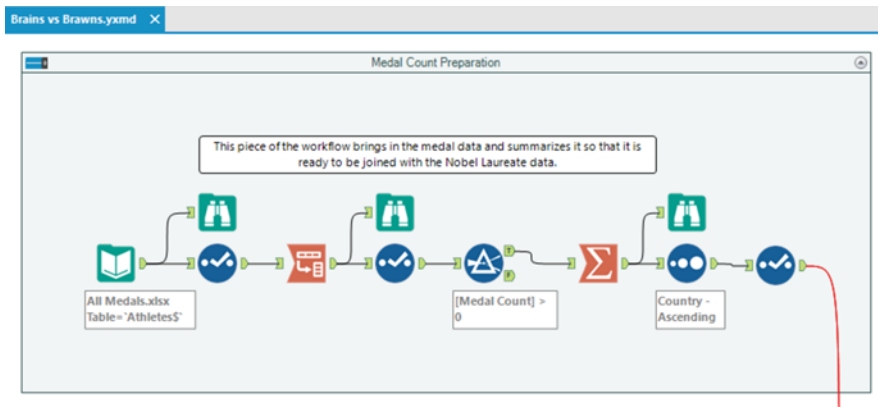 Brains vs Brawns.yxmd X
Medal Count Preparation
This piece of the workflow brings in the medal data and summarizes it so that it is
ready to be joined with the Nobel Laureate data.
All Medals.xlsx
Table=`Athletes$`
T
F
[Medal Count] >
0
Country -
Ascending